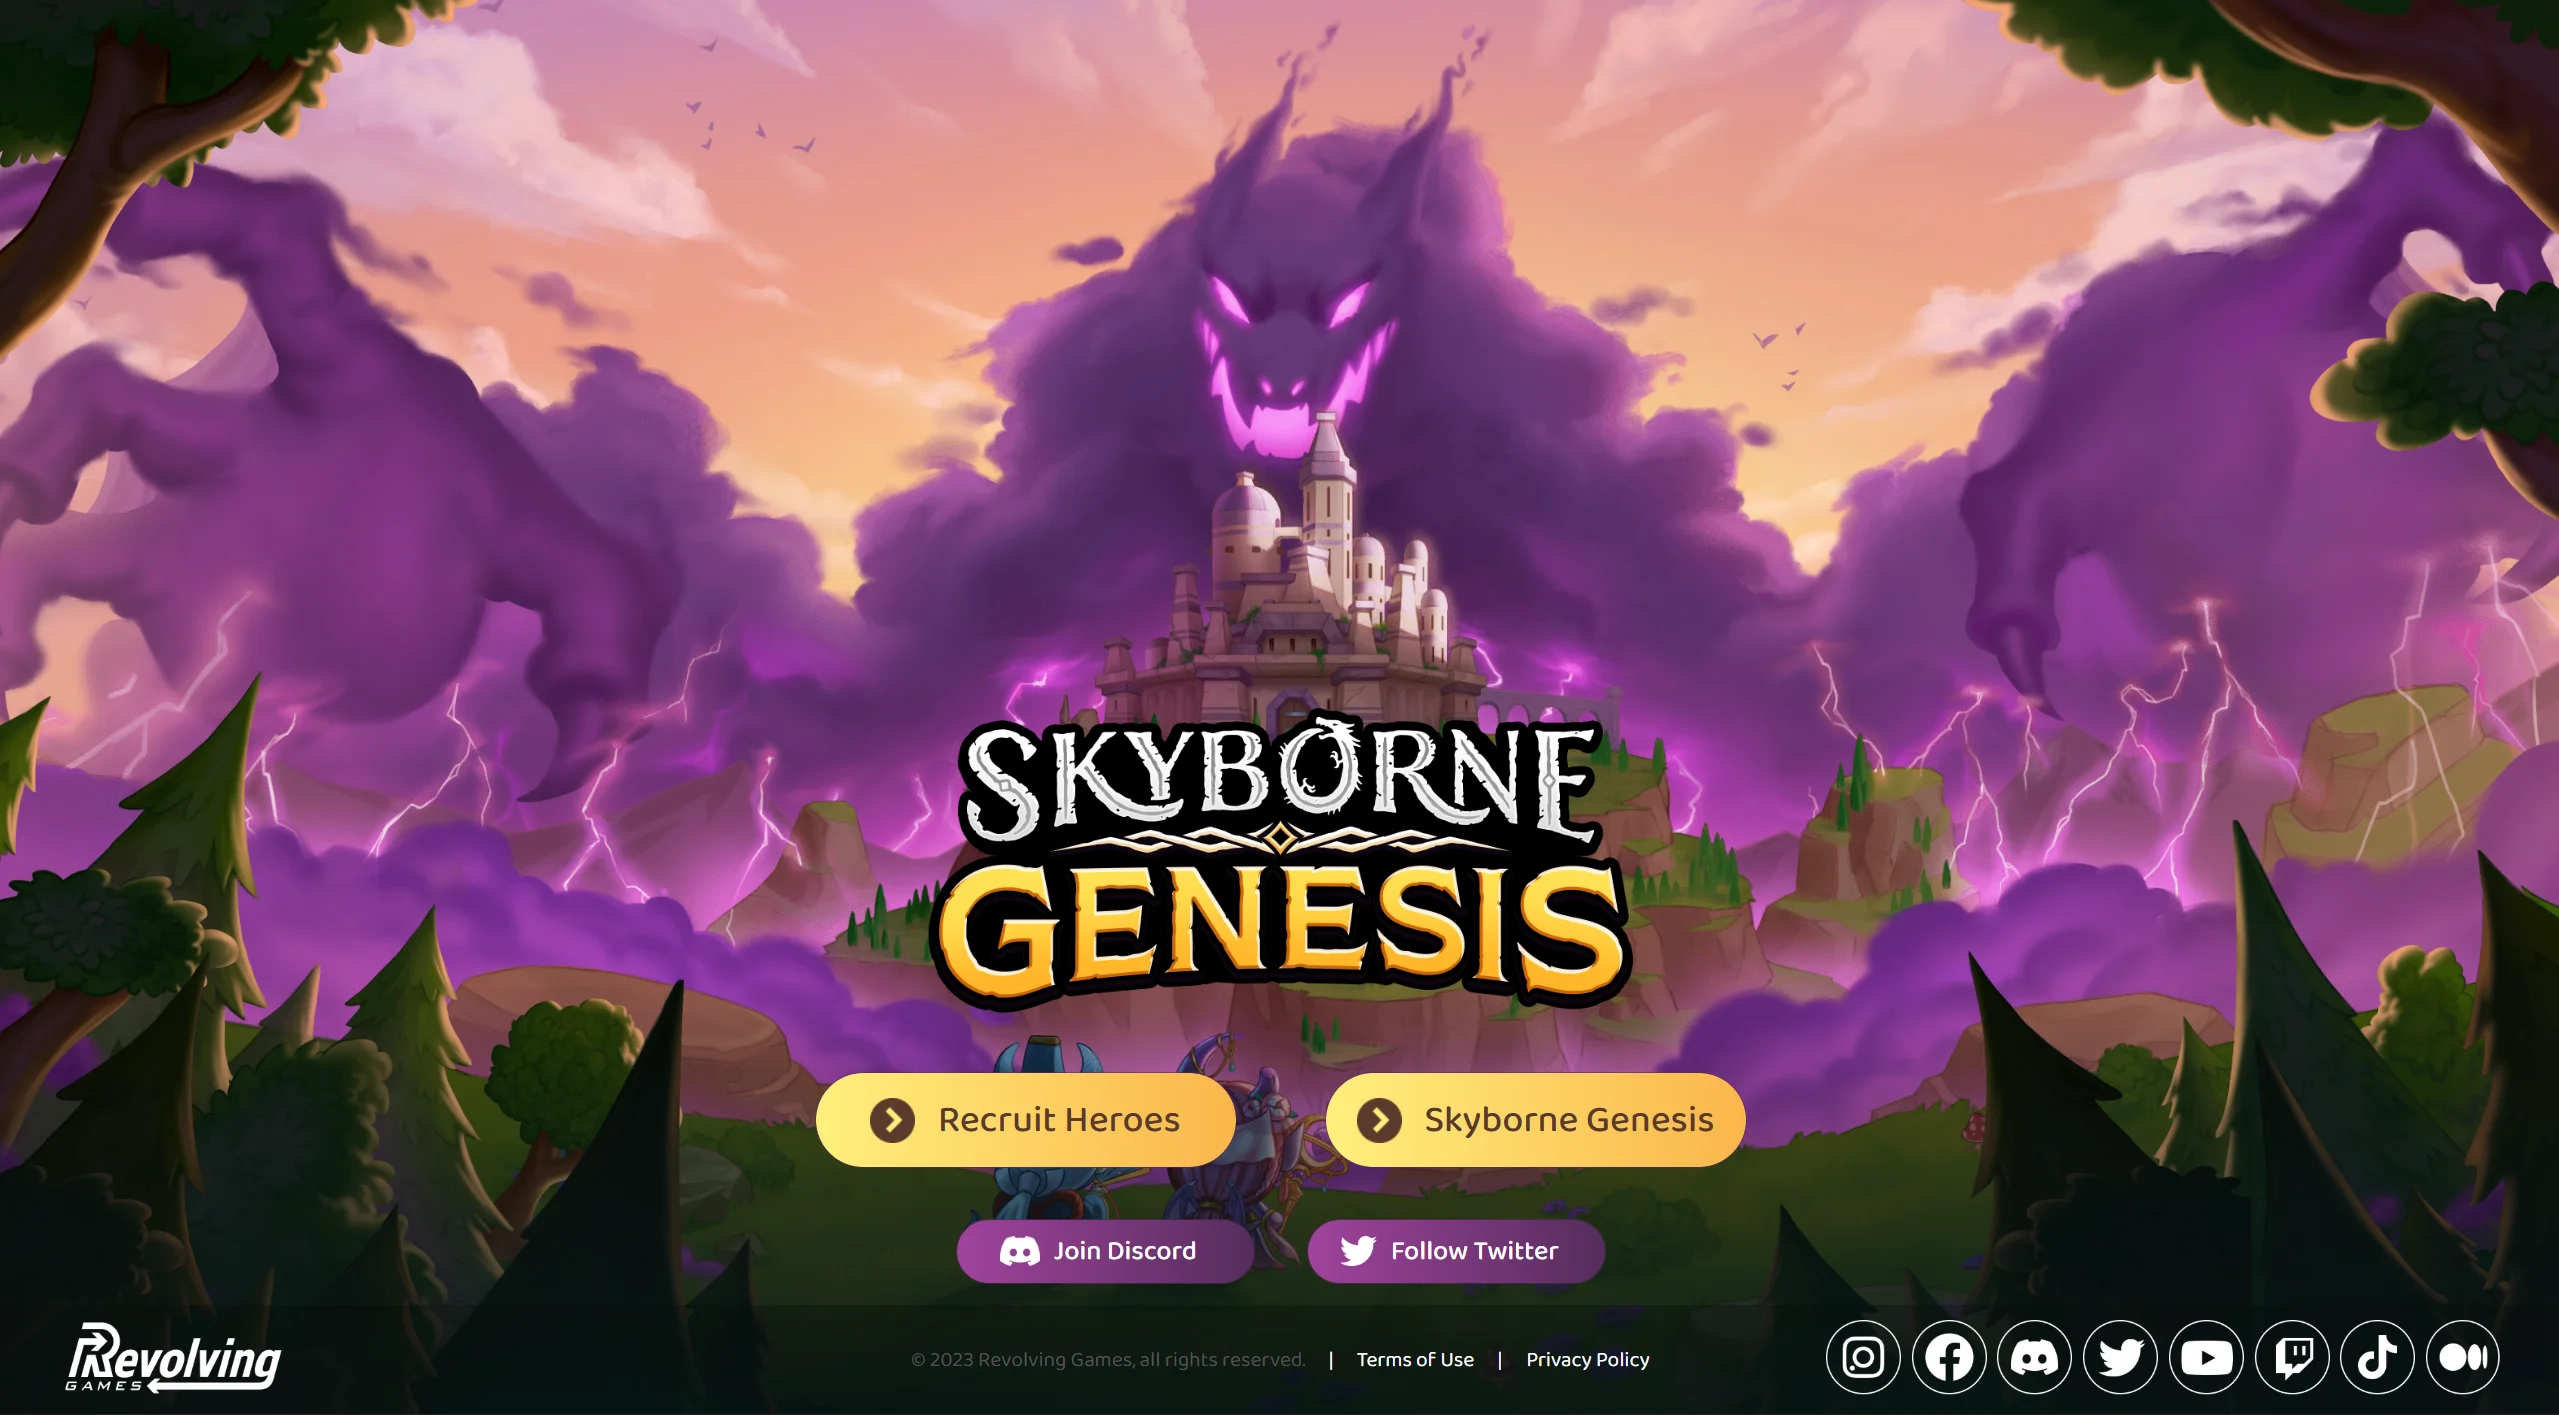 SKYBORNE
GENESIS
Recruit Heroes
Skyborne Genesis
Join Discord
Follow Twitter
Revolving
GAMES
© 2023 Revolving Games, all rights reserved. | Terms of Use | Privacy Policy